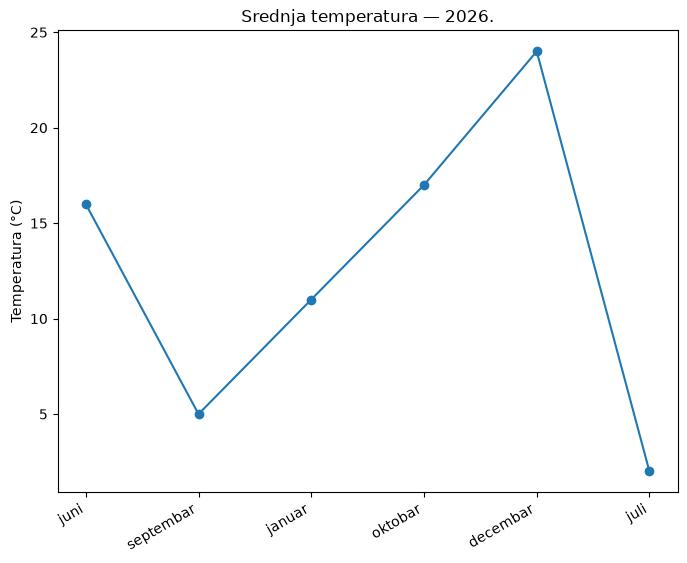 Srednja temperatura — 2026.
Temperatura (°C)
25
20
15
10
5
juni
septembar
januar
oktobar
decembar
juli